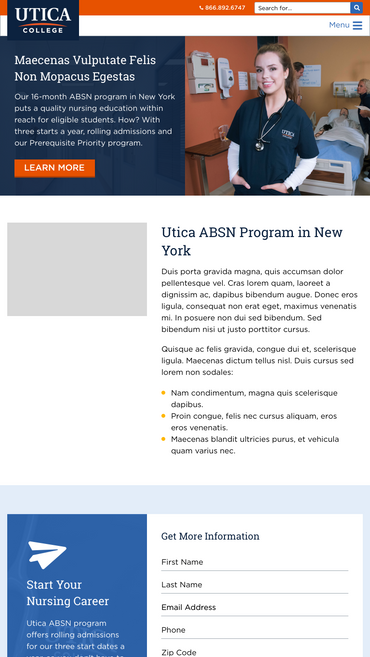 UTICA
COLLEGE
866.892.6747
Search for...
Menu
Maecenas Vulputate Felis
Non Mopacus Egestas
Our 16-month ABSN program in New York
puts a quality nursing education within
reach for eligible students. How? With
three starts a year, rolling admissions and
our Prerequisite Priority program.
LEARN MORE
UTICA
Utica ABSN Program in New
York
Duis porta gravida magna, quis accumsan dolor
pellentesque vel. Cras lorem quam, laoreet a
dignissim ac, dapibus bibendum augue. Donec eros
ligula, consequat non erat eget, maximus venenatis
mi. In posuere non dui sed bibendum. Sed
bibendum nisi ut justo porttitor cursus.
Quisque ac felis gravida, congue dui et, scelerisque
ligula. Maecenas dictum tellus nisl. Duis cursus sed
lorem non sodales:
Nam condimentum, magna quis scelerisque
dapibus.
Proin congue, felis nec cursus aliquam, eros
eros venenatis.
Maecenas blandit ultricies purus, et vehicula
quam varius nec.
Start Your
Nursing Career
Utica ABSN program
offers rolling admissions
for our three start dates a
Get More Information
First Name
Last Name
Email Address
Phone
Zip Code